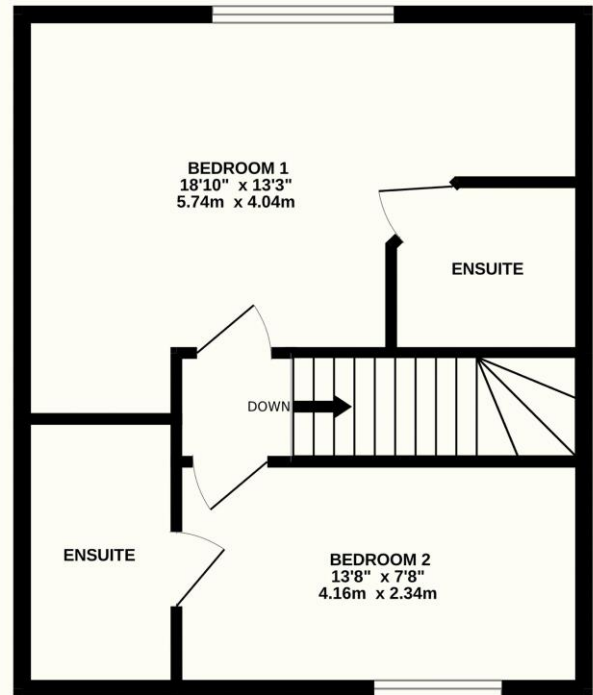 BEDROOM 1
18'10" x 13'3"
5.74m x 4.04m
ENSUITE
DOWN
ENSUITE
BEDROOM 2
13'8" x 7'8"
4.16m x 2.34m